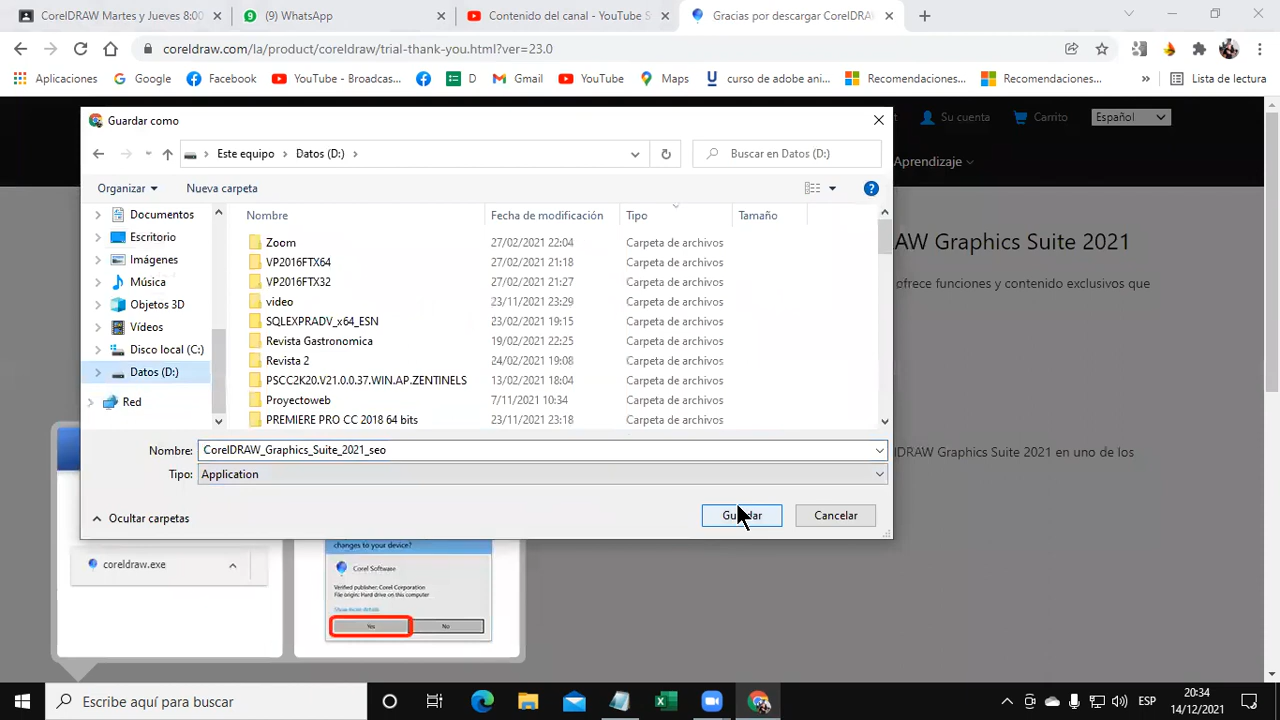 CorelDRAW Martes y Jueves 8:00
(9) WhatsApp
Contenido del canal - YouTube S
Gracias por descargar CorelDRAW
coreldraw.com/la/product/coreldraw/trial-thank-you.html?ver=23.0
Aplicaciones
Google
Facebook
YouTube - Broadcas...
D
Gmail
YouTube
Maps
curso de adobe ani...
Recomendaciones...
Recomendaciones...
»
Lista de lectura
Guardar como
Su cuenta
Carrito
Español
Este equipo > Datos (D:) >
Buscar en Datos (D:)
Aprendizaje
Organizar
Nueva carpeta
Nombre Fecha de modificación Tipo Tamaño
Documentos
Escritorio
Imágenes
Música
Objetos 3D
Vídeos
Disco local (C:)
Datos (D:)
Red
Zoom 27/02/2021 22:04 Carpeta de archivos
VP2016FTX64 27/02/2021 21:18 Carpeta de archivos
VP2016FTX32 27/02/2021 21:27 Carpeta de archivos
video 23/11/2021 23:29 Carpeta de archivos
SQLEXPRADV_x64_ESN 23/02/2021 19:15 Carpeta de archivos
Revista Gastronomica 19/02/2021 22:25 Carpeta de archivos
Revista 2 24/02/2021 19:08 Carpeta de archivos
PSCC2K20.V21.0.0.37.WIN.AP.ZENTINELS 13/02/2021 18:04 Carpeta de archivos
Proyectoweb 7/11/2021 10:34 Carpeta de archivos
PREMIERE PRO CC 2018 64 bits 23/11/2021 23:18 Carpeta de archivos
AW Graphics Suite 2021
ofrece funciones y contenido exclusivos que
DRAW Graphics Suite 2021 en uno de los
Nombre: CorelDRAW_Graphics_Suite_2021_seo
Tipo: Application
Ocultar carpetas
Guardar
Cancelar
coreldraw.exe
changes to your device?
Corel Software
Verified publisher: Corel Corporation
File origin: Hard drive on this computer
Show more details
Yes
No
Escribe aquí para buscar
ESP
20:34
14/12/2021